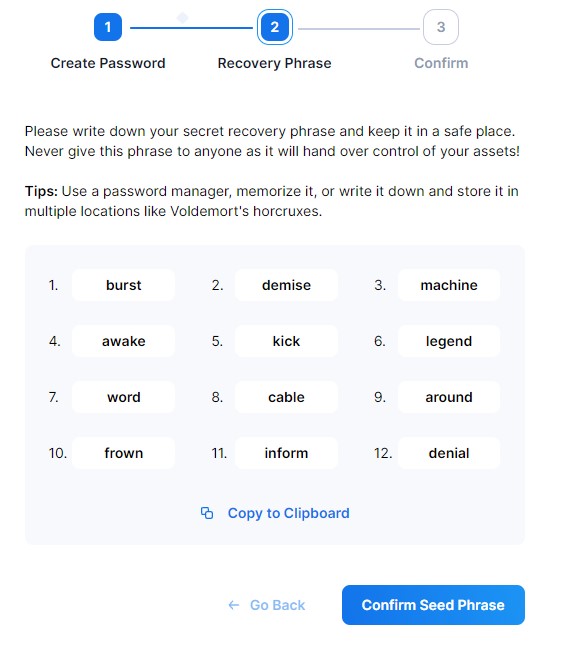 1 2 3
Create Password Recovery Phrase Confirm
Please write down your secret recovery phrase and keep it in a safe place.
Never give this phrase to anyone as it will hand over control of your assets!
Tips: Use a password manager, memorize it, or write it down and store it in
multiple locations like Voldemort's horcruxes.
1. burst 2. demise 3. machine
4. awake 5. kick 6. legend
7. word 8. cable 9. around
10. frown 11. inform 12. denial
Copy to Clipboard
← Go Back Confirm Seed Phrase